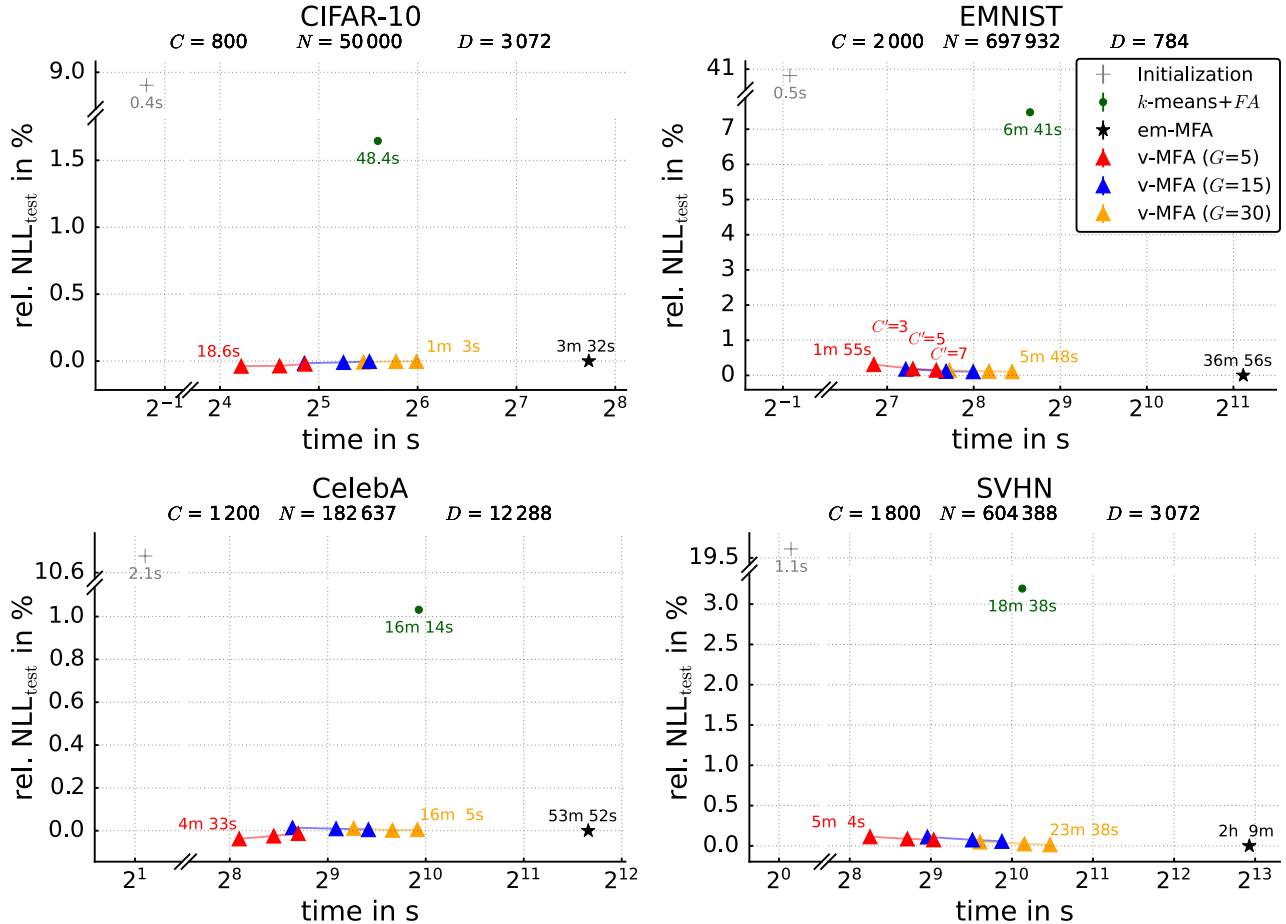 CIFAR-10
C = 800 N = 50 000 D = 3 072
9.0
1.5
1.0
0.5
0.0
rel. NLL_test in %
0.4s
48.4s
18.6s
1m 3s
3m 32s
2^−1 2^4 2^5 2^6 2^7 2^8
time in s
EMNIST
C = 2 000 N = 697 932 D = 784
41
7
6
5
4
3
2
1
0
rel. NLL_test in %
0.5s
6m 41s
Initialization
k-means+FA
em-MFA
v-MFA (G=5)
v-MFA (G=15)
v-MFA (G=30)
C′=3
C′=5
C′=7
1m 55s
5m 48s
36m 56s
2^−1 2^7 2^8 2^9 2^10 2^11
time in s
CelebA
C = 1 200 N = 182 637 D = 12 288
10.6
1.0
0.8
0.6
0.4
0.2
0.0
rel. NLL_test in %
2.1s
16m 14s
4m 33s
16m 5s
53m 52s
2^1 2^8 2^9 2^10 2^11 2^12
time in s
SVHN
C = 1 800 N = 604 388 D = 3 072
19.5
3.0
2.5
2.0
1.5
1.0
0.5
0.0
rel. NLL_test in %
1.1s
18m 38s
5m 4s
23m 38s
2h 9m
2^0 2^8 2^9 2^10 2^11 2^12 2^13
time in s